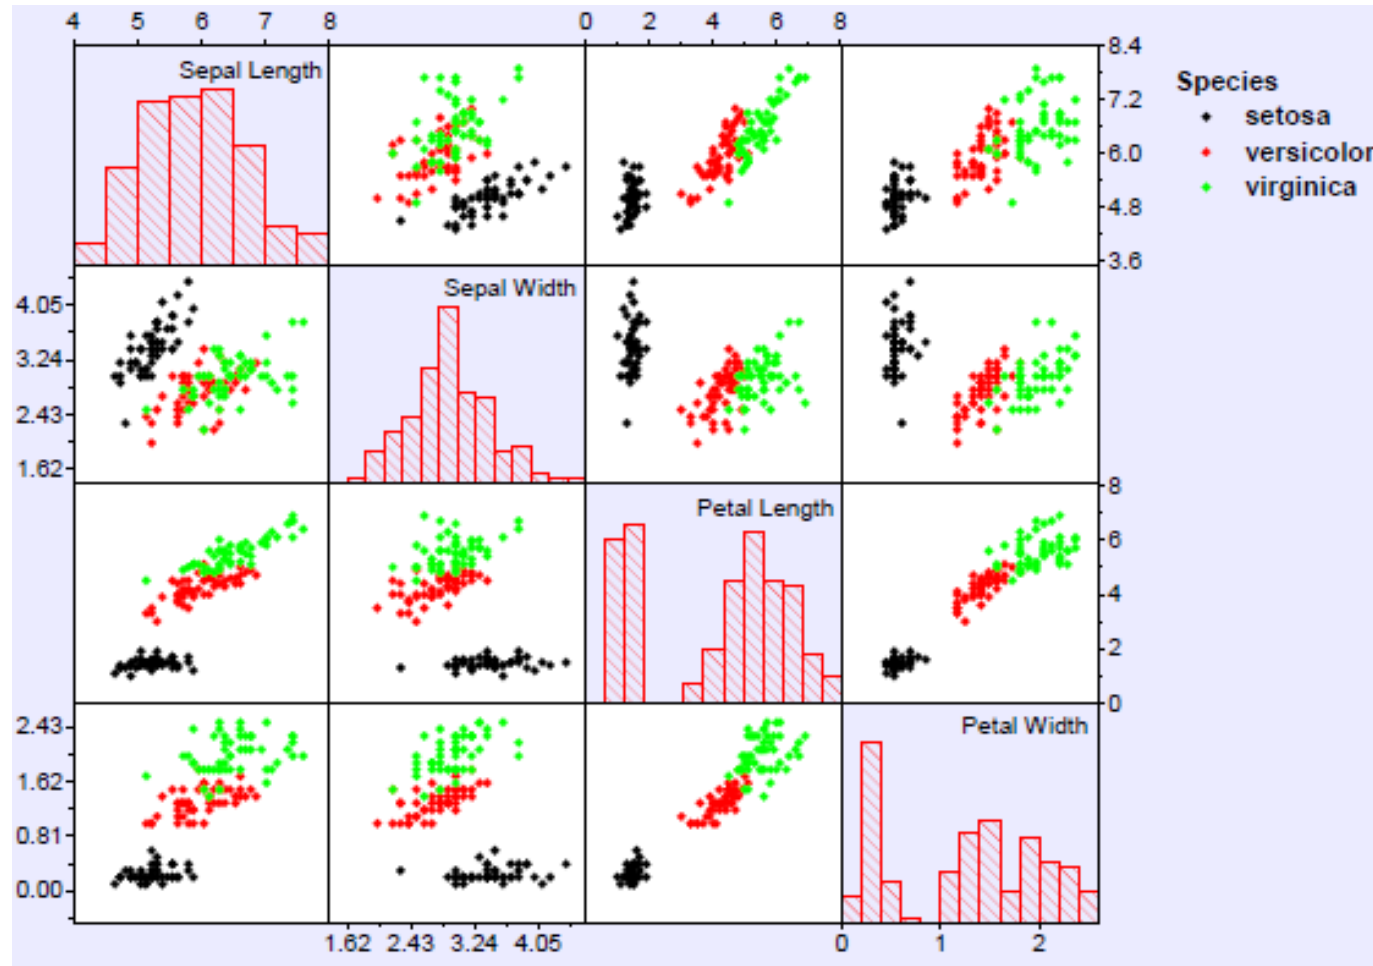 4 5 6 7 8 0 2 4 6 8
Sepal Length
8.4
7.2
6.0
4.8
3.6
Species
setosa
versicolor
virginica
Sepal Width
4.05
3.24
2.43
1.62
Petal Length
8
6
4
2
0
Petal Width
2.43
1.62
0.81
0.00
1.62 2.43 3.24 4.05 0 1 2